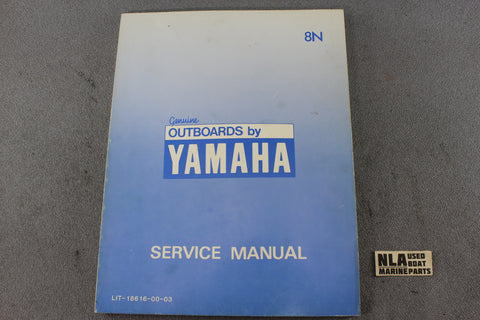 8N
Genuine
OUTBOARDS by
YAMAHA
SERVICE MANUAL
LIT-18616-00-03
NLA USED
BOAT
MARINE PARTS